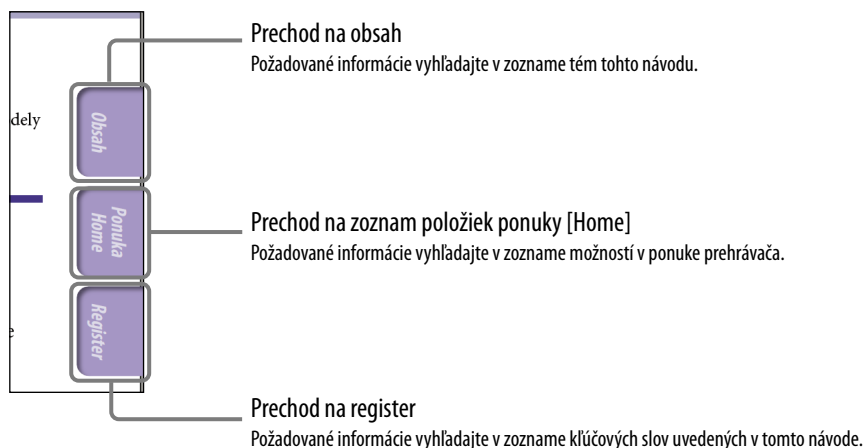 Prechod na obsah
Požadované informácie vyhľadajte v zozname tém tohto návodu.
dely
Obsah
Ponuka
Home
Prechod na zoznam položiek ponuky [Home]
Požadované informácie vyhľadajte v zozname možností v ponuke prehrávača.
Register
e
Prechod na register
Požadované informácie vyhľadajte v zozname kľúčových slov uvedených v tomto návode.